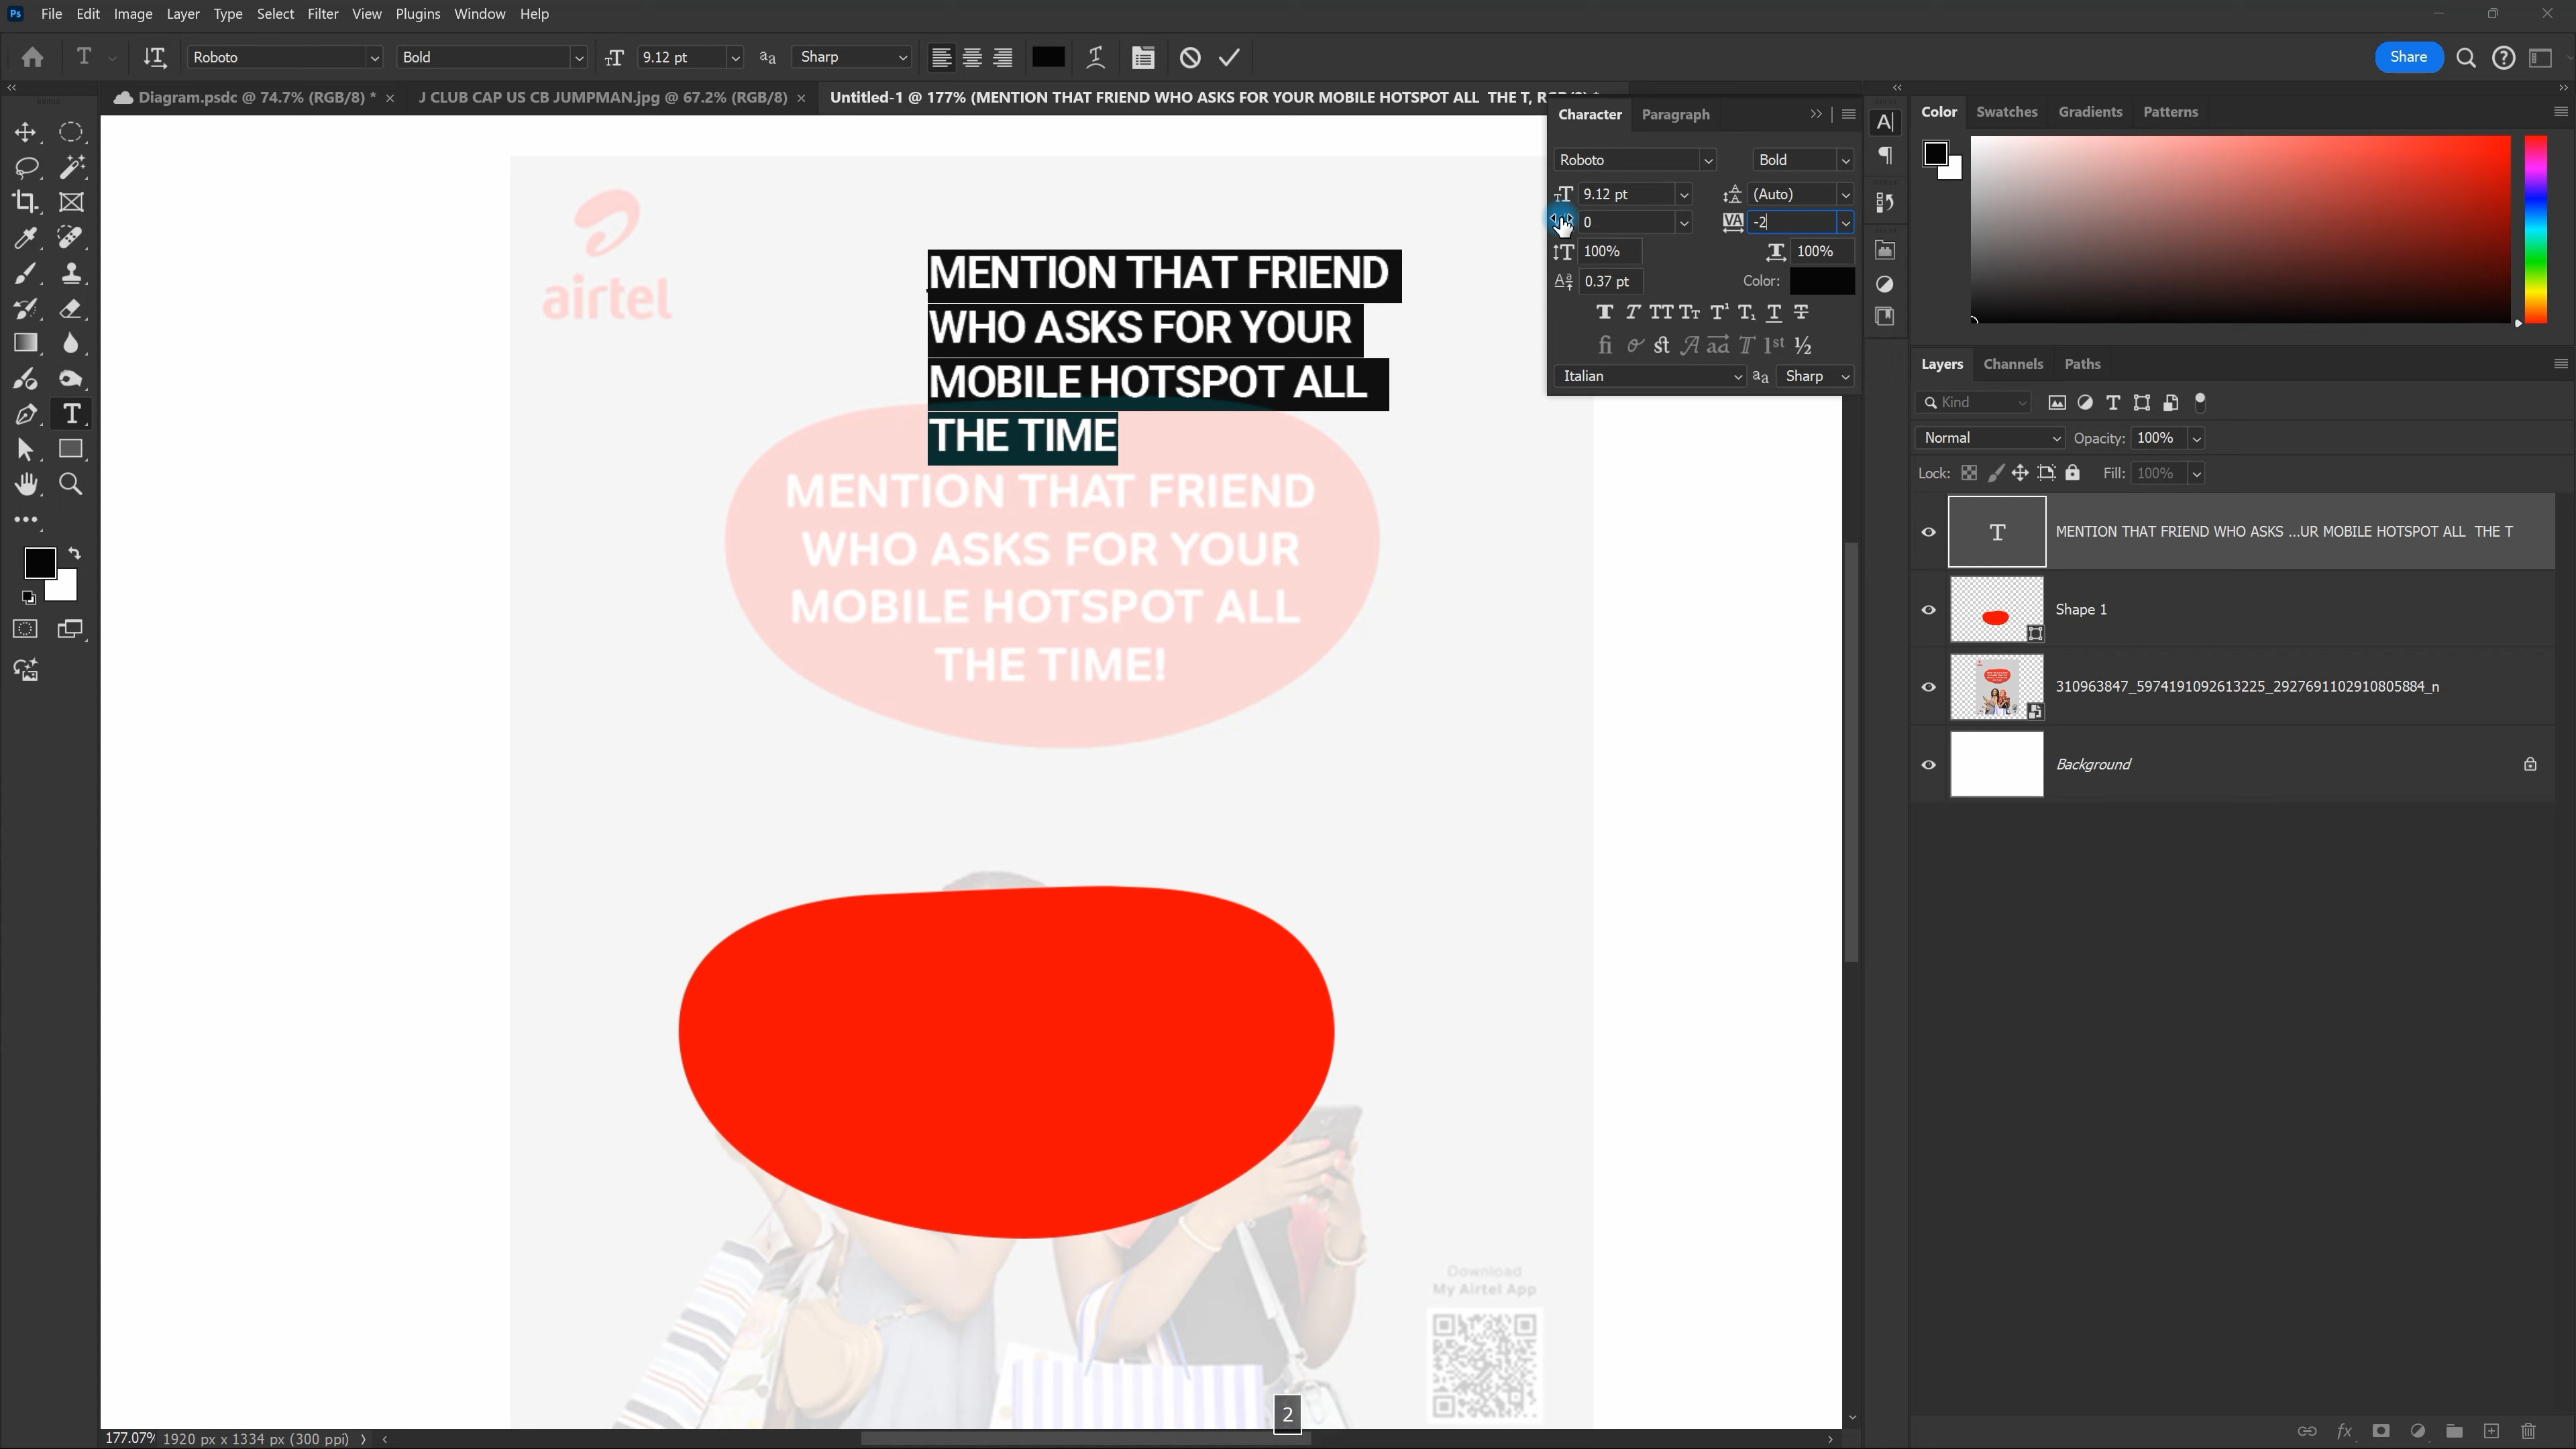 Ps File Edit Image Layer Type Select Filter View Plugins Window Help
Roboto Bold 9.12 pt Sharp Share
Diagram.psdc @ 74.7% (RGB/8) * J CLUB CAP US CB JUMPMAN.jpg @ 67.2% (RGB/8) Untitled-1 @ 177% (MENTION THAT FRIEND WHO ASKS FOR YOUR MOBILE HOTSPOT ALL THE T,
Character Paragraph
Roboto Bold
9.12 pt (Auto)
0 -2
100% 100%
0.37 pt Color:
Italian Sharp
Color Swatches Gradients Patterns
Layers Channels Paths
Kind
Normal Opacity: 100%
Lock: Fill: 100%
MENTION THAT FRIEND WHO ASKS ...UR MOBILE HOTSPOT ALL THE T
Shape 1
310963847_5974191092613225_2927691102910805884_n
Background
airtel
MENTION THAT FRIEND
WHO ASKS FOR YOUR
MOBILE HOTSPOT ALL
THE TIME
MENTION THAT FRIEND
WHO ASKS FOR YOUR
MOBILE HOTSPOT ALL
THE TIME!
Download
My Airtel App
2
177.07% 1920 px x 1334 px (300 ppi)